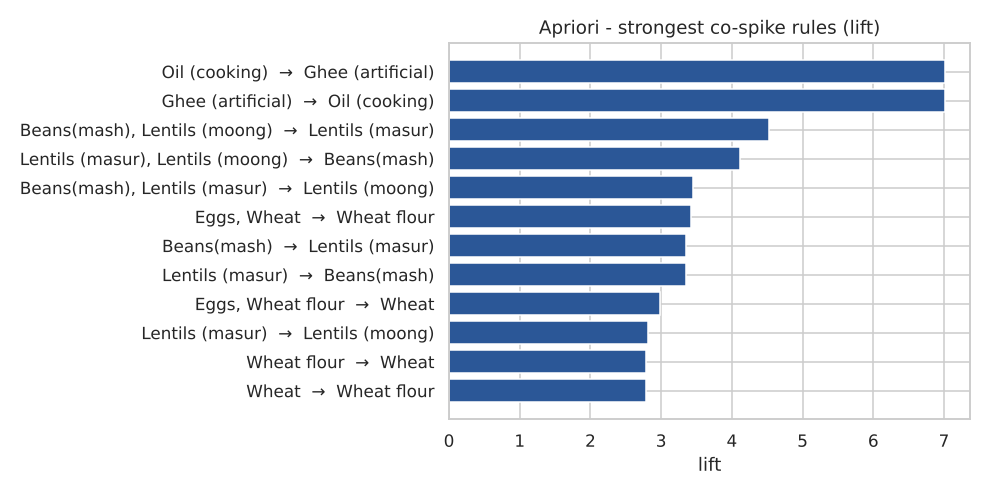 Apriori - strongest co-spike rules (lift)
Oil (cooking) → Ghee (artificial)
Ghee (artificial) → Oil (cooking)
Beans(mash), Lentils (moong) → Lentils (masur)
Lentils (masur), Lentils (moong) → Beans(mash)
Beans(mash), Lentils (masur) → Lentils (moong)
Eggs, Wheat → Wheat flour
Beans(mash) → Lentils (masur)
Lentils (masur) → Beans(mash)
Eggs, Wheat flour → Wheat
Lentils (masur) → Lentils (moong)
Wheat flour → Wheat
Wheat → Wheat flour
0 1 2 3 4 5 6 7
lift